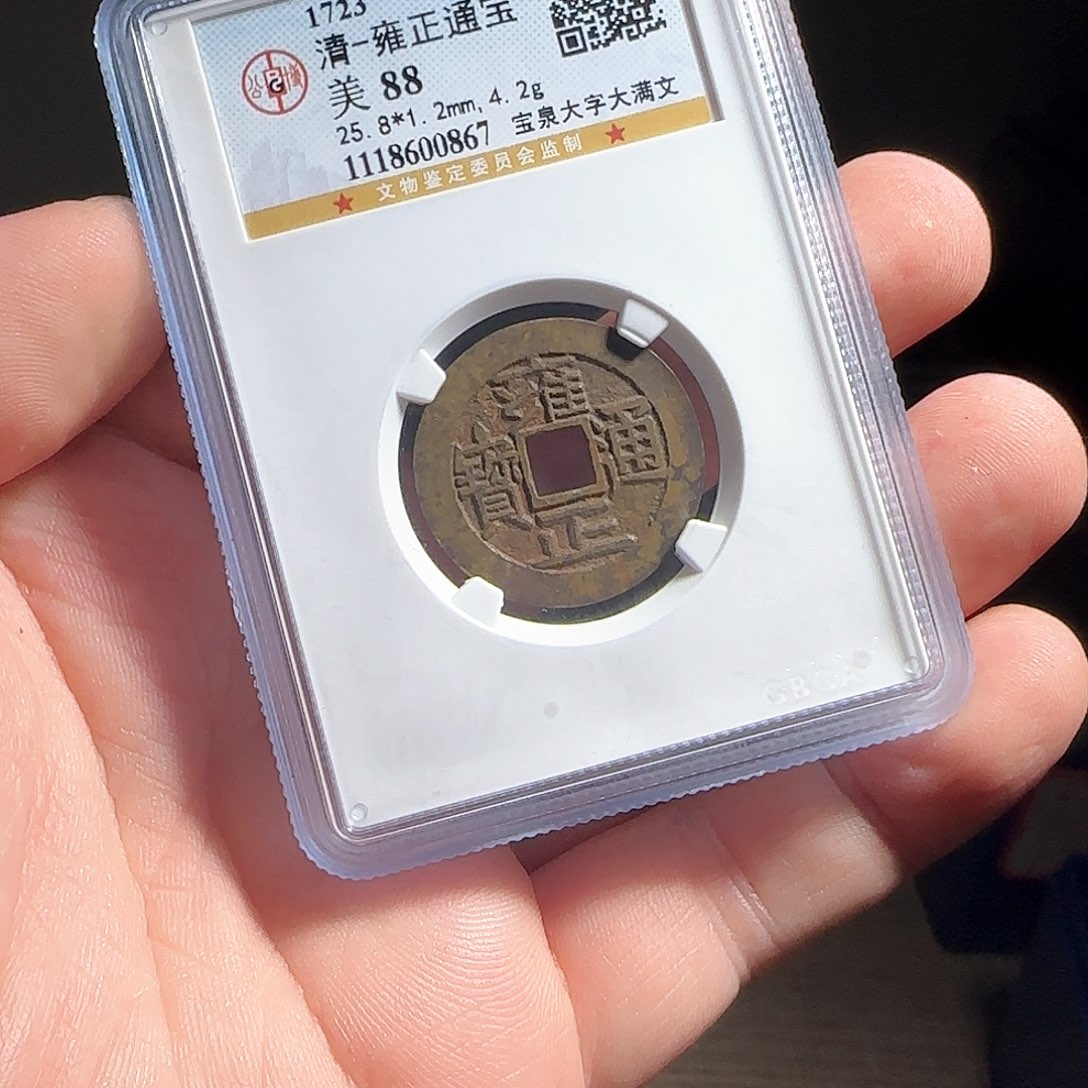 1723
清-雍正通宝
美 88
25.8*1.2mm, 4.2g
1118600867 宝泉大字大满文
★ 文物鉴定委员会监制 ★
雍正通寶
GBCA